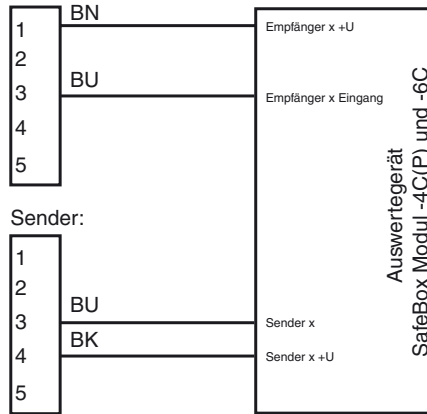 BN
1
Empfänger x +U
2
BU
3
Empfänger x Eingang
4
5
Sender:
1
2
BU
3
Sender x
BK
4
Sender x +U
5
Auswertegerät
SafeBox Modul -4C(P) und -6C